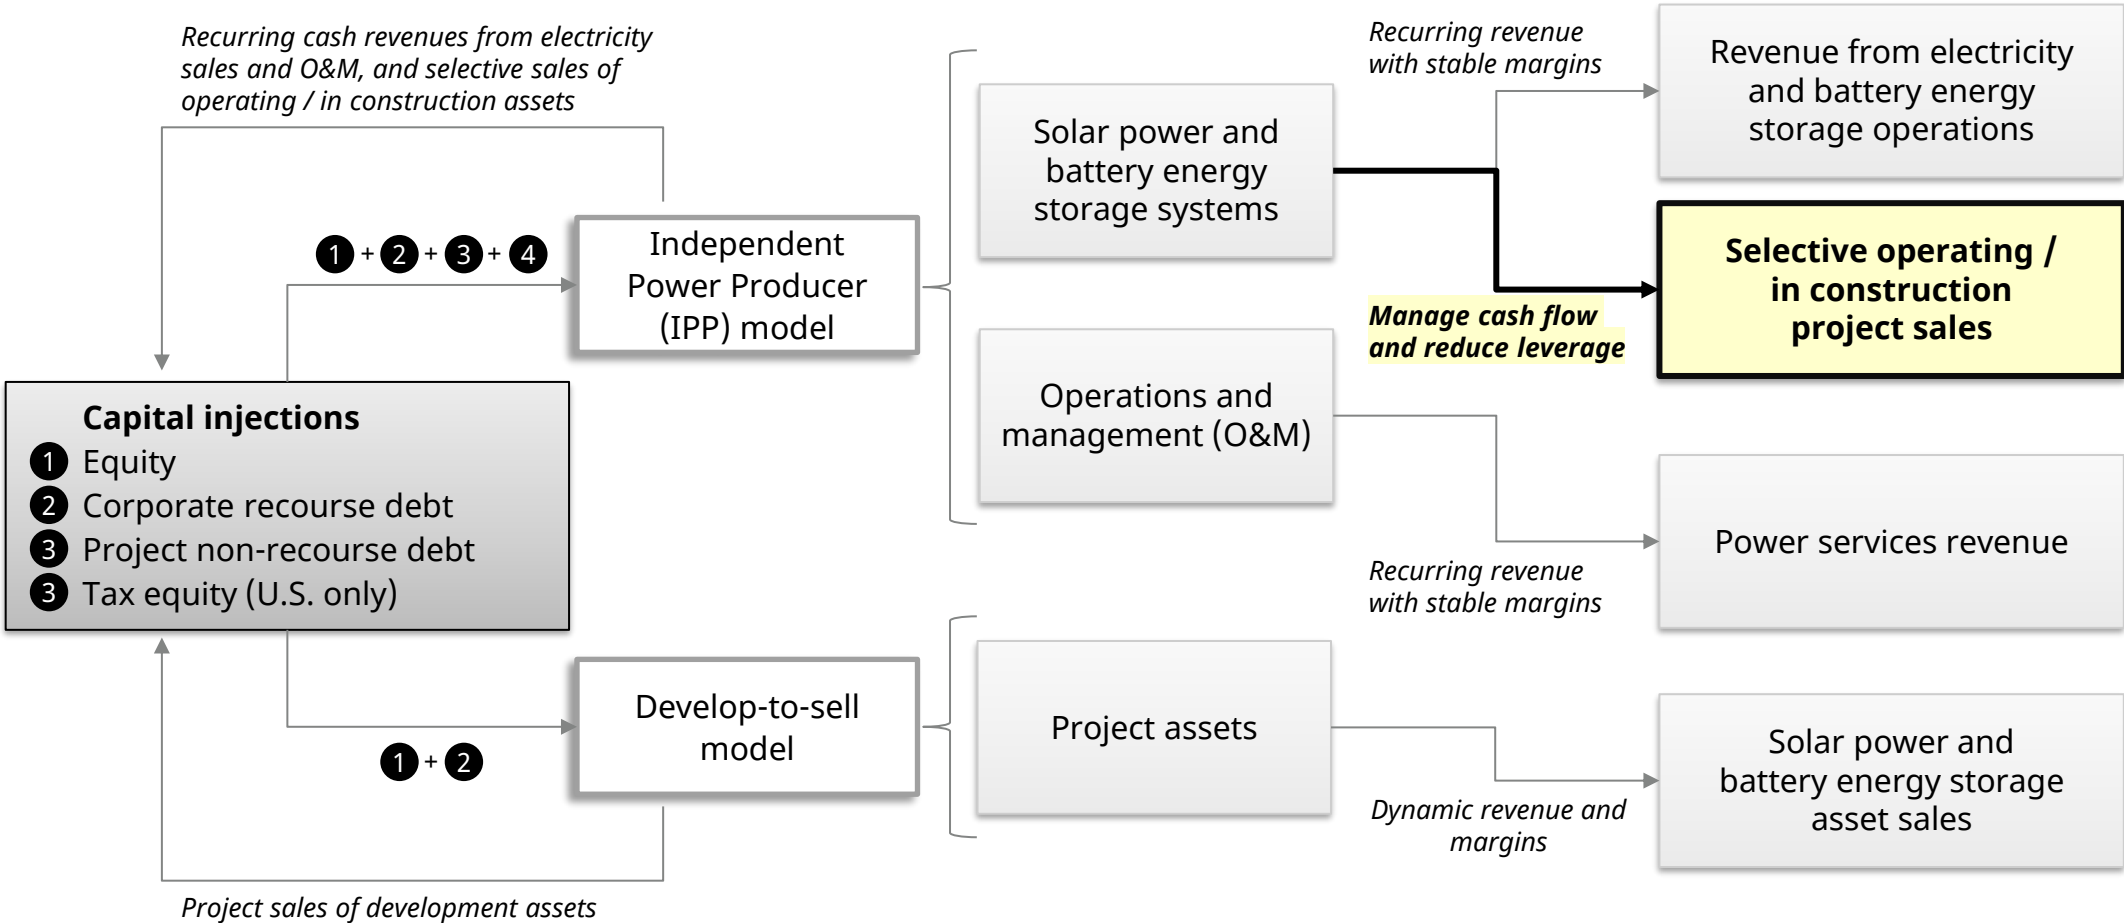 Recurring cash revenues from electricity
sales and O&M, and selective sales of
operating / in construction assets
1 + 2 + 3 + 4
Independent
Power Producer
(IPP) model
Capital injections
1 Equity
2 Corporate recourse debt
3 Project non-recourse debt
3 Tax equity (U.S. only)
1 + 2
Develop-to-sell
model
Project sales of development assets
Solar power and
battery energy
storage systems
Operations and
management (O&M)
Project assets
Recurring revenue
with stable margins
Manage cash flow
and reduce leverage
Recurring revenue
with stable margins
Dynamic revenue and
margins
Revenue from electricity
and battery energy
storage operations
Selective operating /
in construction
project sales
Power services revenue
Solar power and
battery energy storage
asset sales